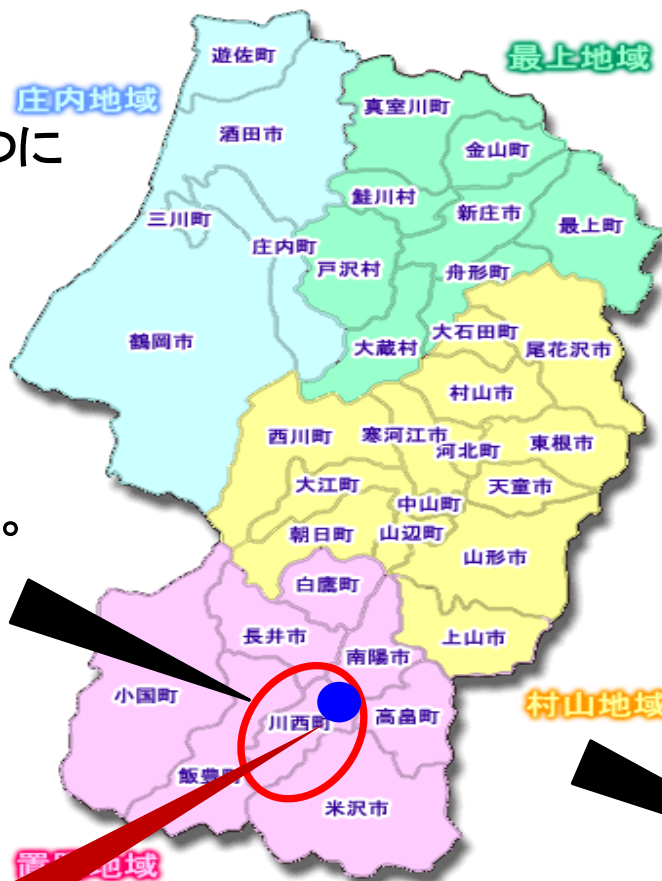 遊佐町
最上地域
庄内地域
真室川町
酒田市
つに
金山町
鮭川村
新庄市
三川町
最上町
庄内町
戸沢村
舟形町
大石田町
鶴岡市
大蔵村
尾花沢市
村山市
西川町
寒河江市
河北町
東根市
大江町
天童市
中山町
。
朝日町
山辺町
山形市
白鷹町
長井市
上山市
南陽市
小国町
村山地域
川西町
高畠町
飯豊町
米沢市
置賜地域